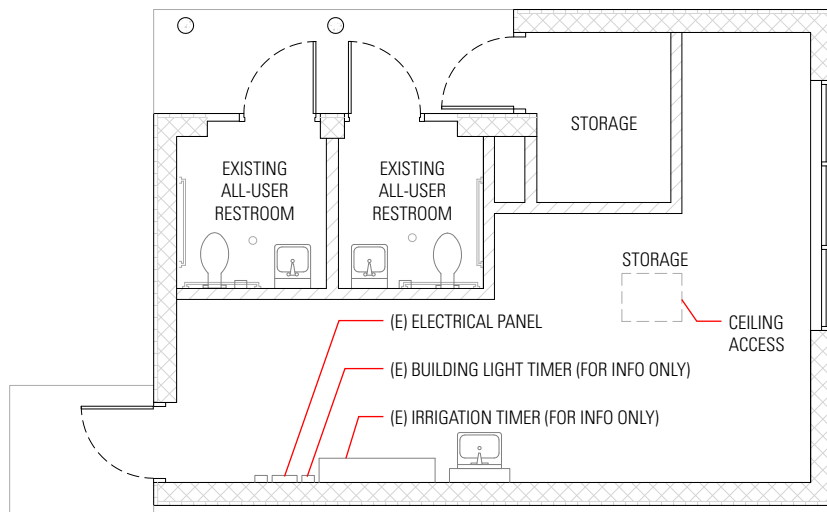 STORAGE
EXISTING
ALL-USER
RESTROOM
EXISTING
ALL-USER
RESTROOM
STORAGE
(E) ELECTRICAL PANEL
CEILING
ACCESS
(E) BUILDING LIGHT TIMER (FOR INFO ONLY)
(E) IRRIGATION TIMER (FOR INFO ONLY)